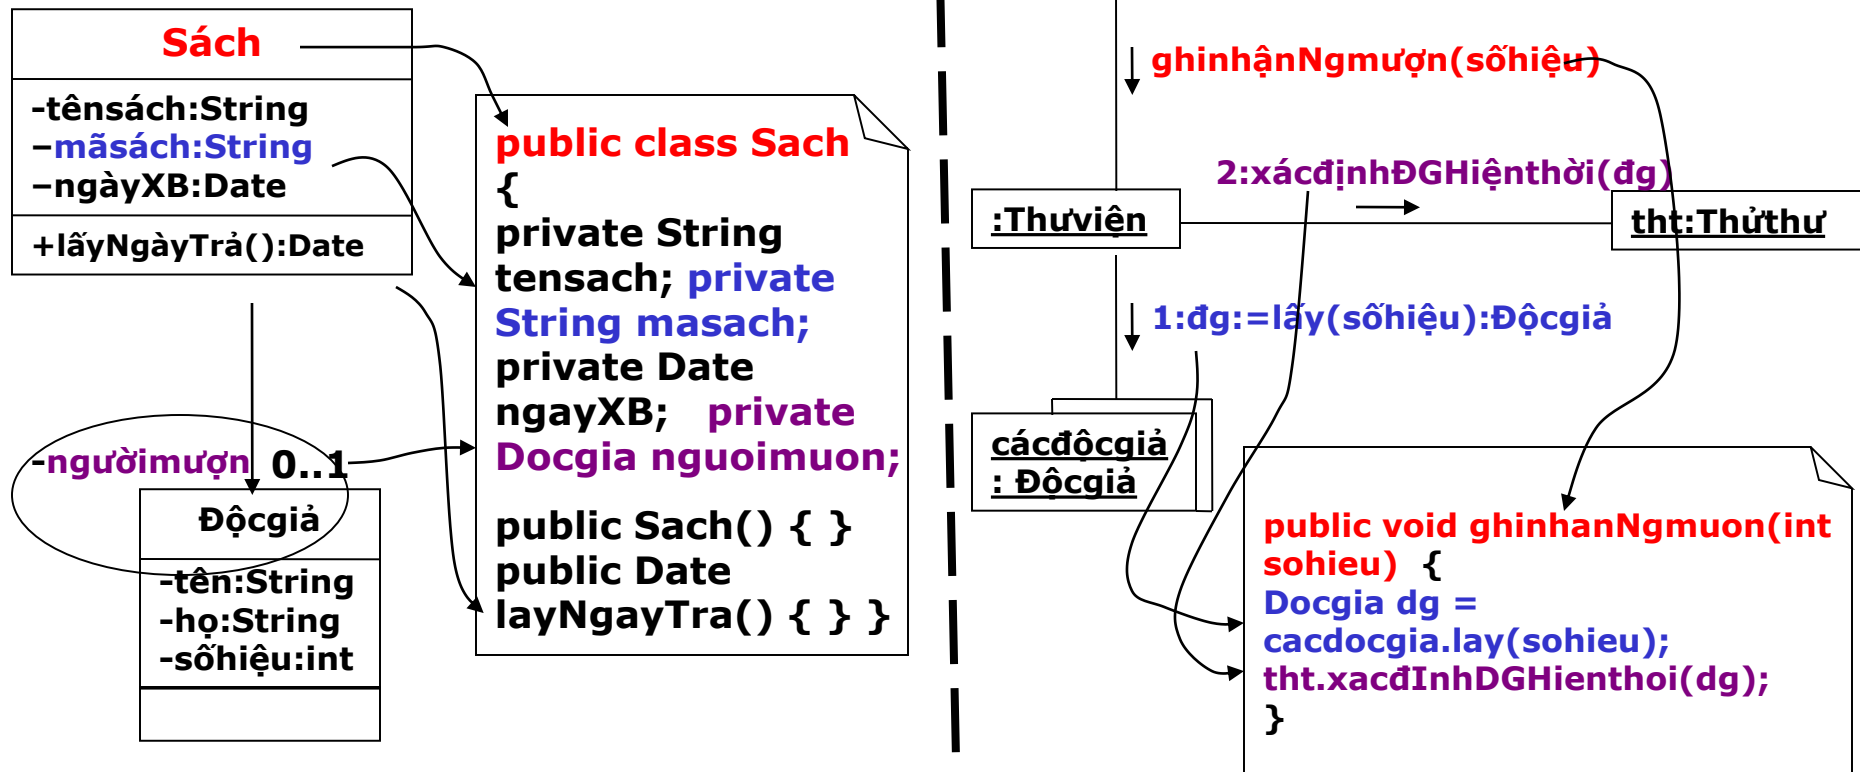 Sách
-tênsách:String
–mãsách:String
–ngàyXB:Date
+lấyNgàyTrả():Date
-ngườimượn 0..1
Độcgiả
-tên:String
-họ:String
-sốhiệu:int
public class Sach
{
private String
tensach; private
String masach;
private Date
ngayXB; private
Docgia nguoimuon;
public Sach() { }
public Date
layNgayTra() { } }
ghinhậnNgmượn(sốhiệu)
2:xácđịnhĐGHiệnthời(đg)
:Thưviện
tht:Thửthư
1:đg:=lấy(sốhiệu):Độcgiả
cácđộcgiả
: Độcgiả
public void ghinhanNgmuon(int
sohieu) {
Docgia dg =
cacdocgia.lay(sohieu);
tht.xacđInhDGHienthoi(dg);
}